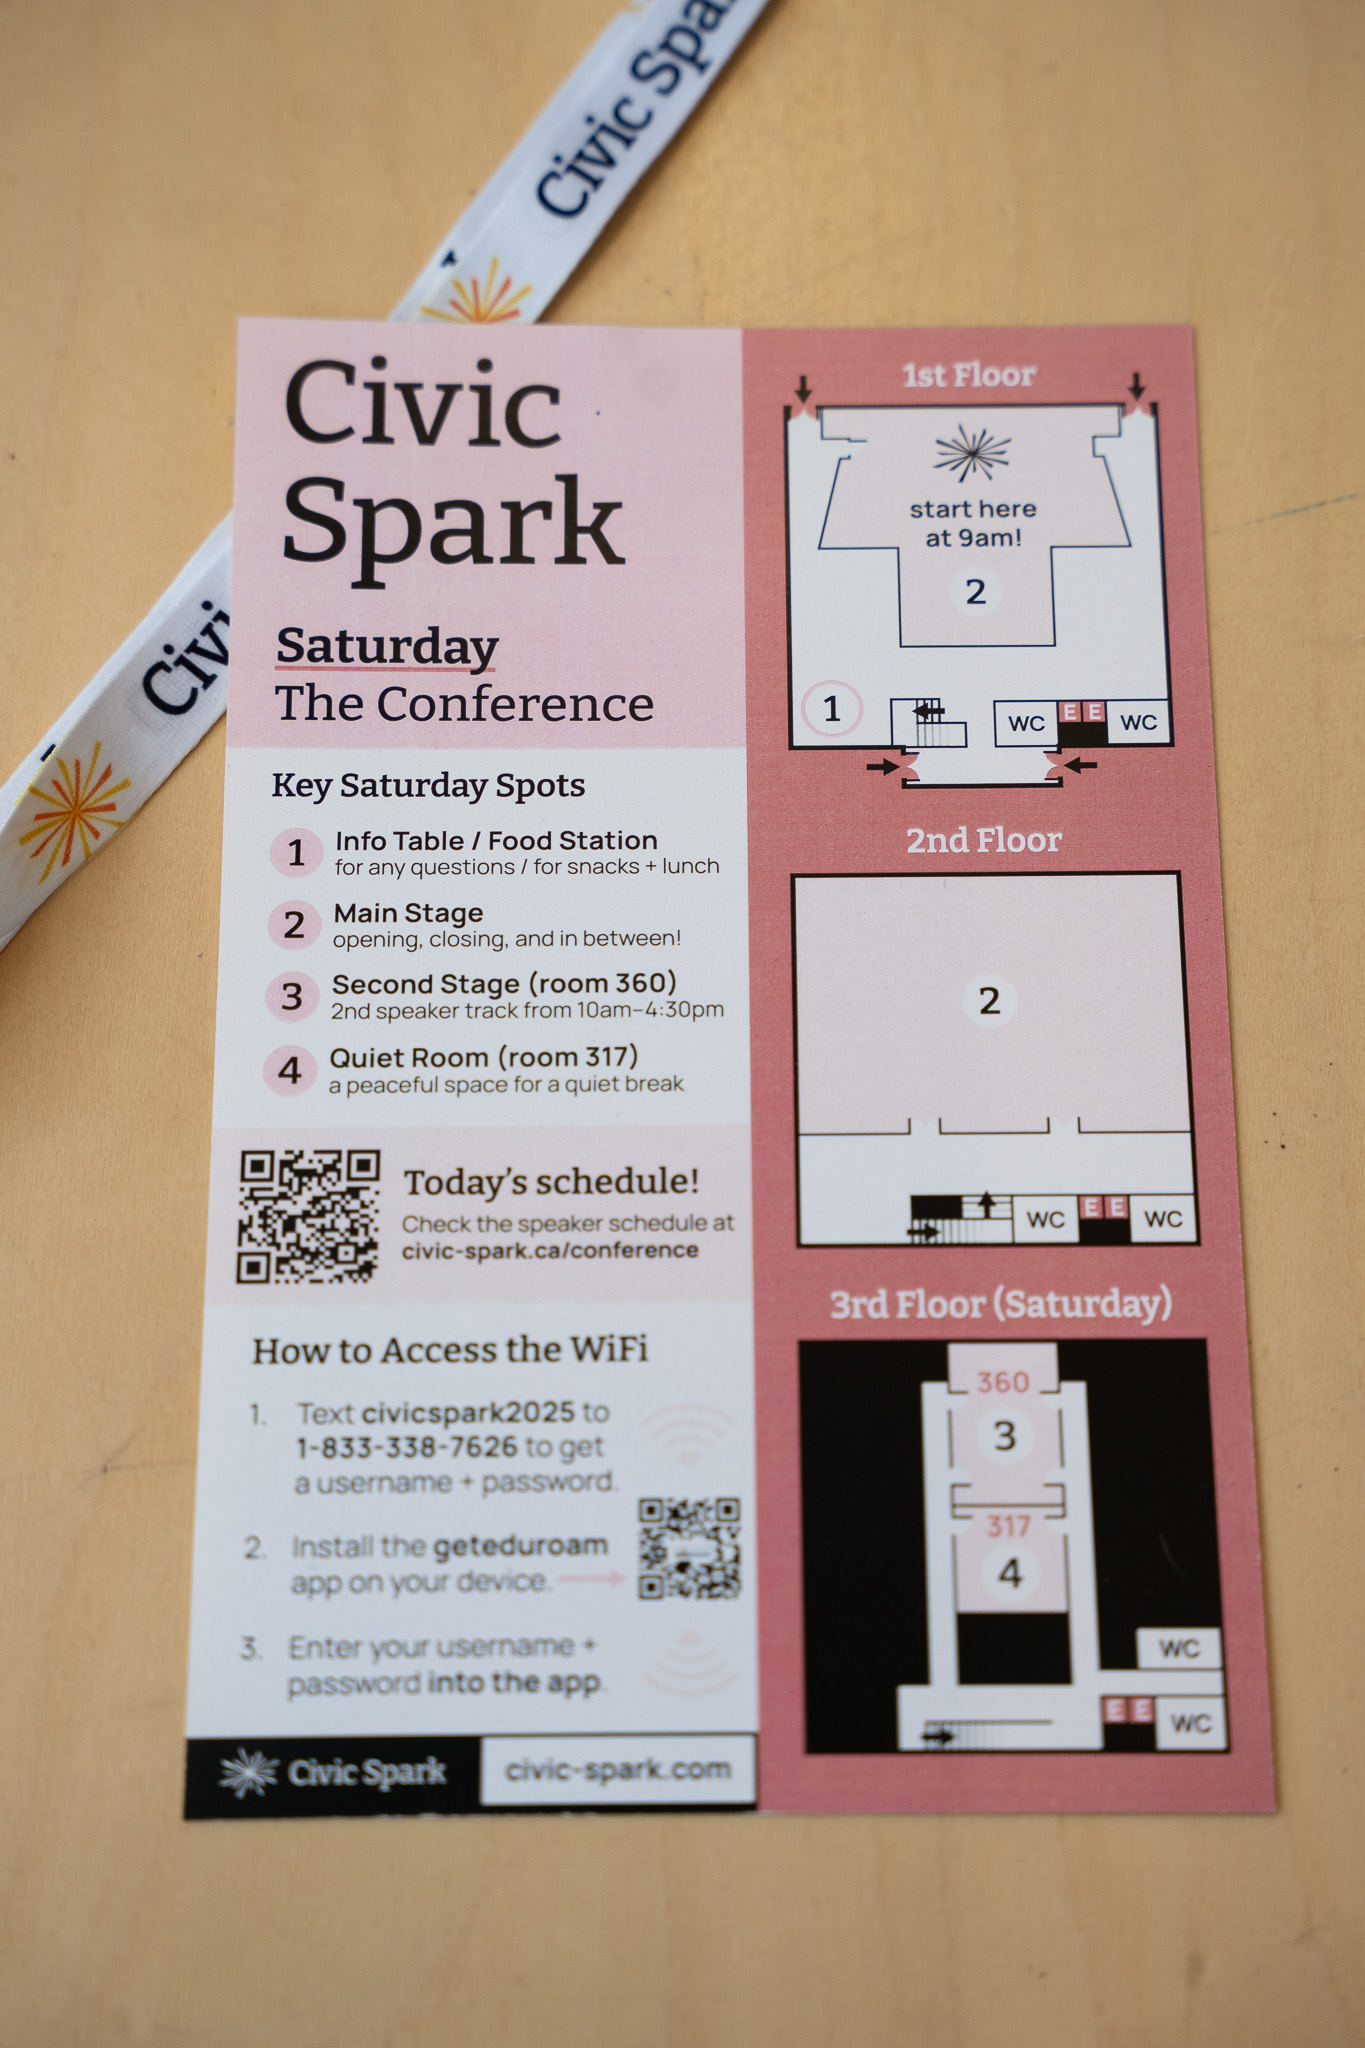 Civic Spa
Civi
Civic
Spark
Saturday
The Conference
Key Saturday Spots
1
Info Table / Food Station
for any questions / for snacks + lunch
2
Main Stage
opening, closing, and in between!
3
Second Stage (room 360)
2nd speaker track from 10am–4:30pm
4
Quiet Room (room 317)
a peaceful space for a quiet break
Today's schedule!
Check the speaker schedule at
civic-spark.ca/conference
How to Access the WiFi
1. Text civicspark2025 to
1-833-338-7626 to get
a username + password.
2. Install the geteduroam
app on your device.
3. Enter your username +
password into the app.
Civic Spark
civic-spark.com
1st Floor
start here
at 9am!
2
1
WC E E WC
2nd Floor
2
WC E E WC
3rd Floor (Saturday)
360
3
317
4
WC
E E WC